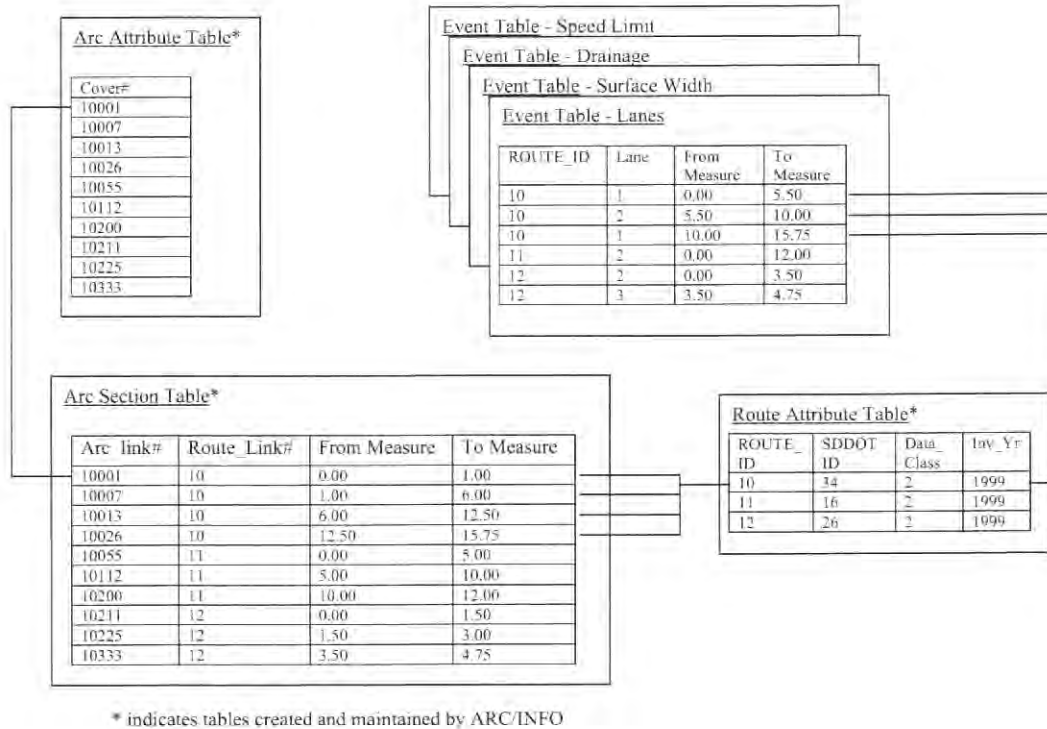 Arc Attribute Table*
Cover#
10001
10007
10013
10026
10055
10112
10200
10211
10225
10333
Event Table - Speed Limit
Event Table - Drainage
Event Table - Surface Width
Event Table - Lanes
ROUTE_ID Lane From Measure To Measure
10 1 0.00 5.50
10 2 5.50 10.00
10 1 10.00 15.75
11 2 0.00 12.00
12 2 0.00 3.50
12 3 3.50 4.75
Arc Section Table*
Arc_link# Route_Link# From Measure To Measure
10001 10 0.00 1.00
10007 10 1.00 6.00
10013 10 6.00 12.50
10026 10 12.50 15.75
10055 11 0.00 5.00
10112 11 5.00 10.00
10200 11 10.00 12.00
10211 12 0.00 1.50
10225 12 1.50 3.00
10333 12 3.50 4.75
Route Attribute Table*
ROUTE_ID SDDOT ID Data_Class Inv_Yr
10 34 2 1999
11 16 2 1999
12 26 2 1999
* indicates tables created and maintained by ARC/INFO